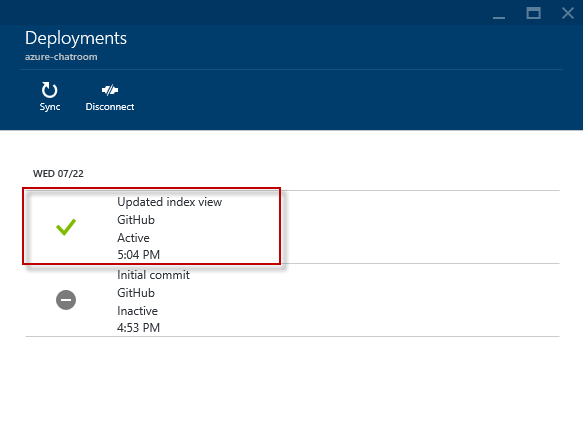 Deployments
azure-chatroom
Sync
Disconnect
WED 07/22
Updated index view
GitHub
Active
5:04 PM
Initial commit
GitHub
Inactive
4:53 PM